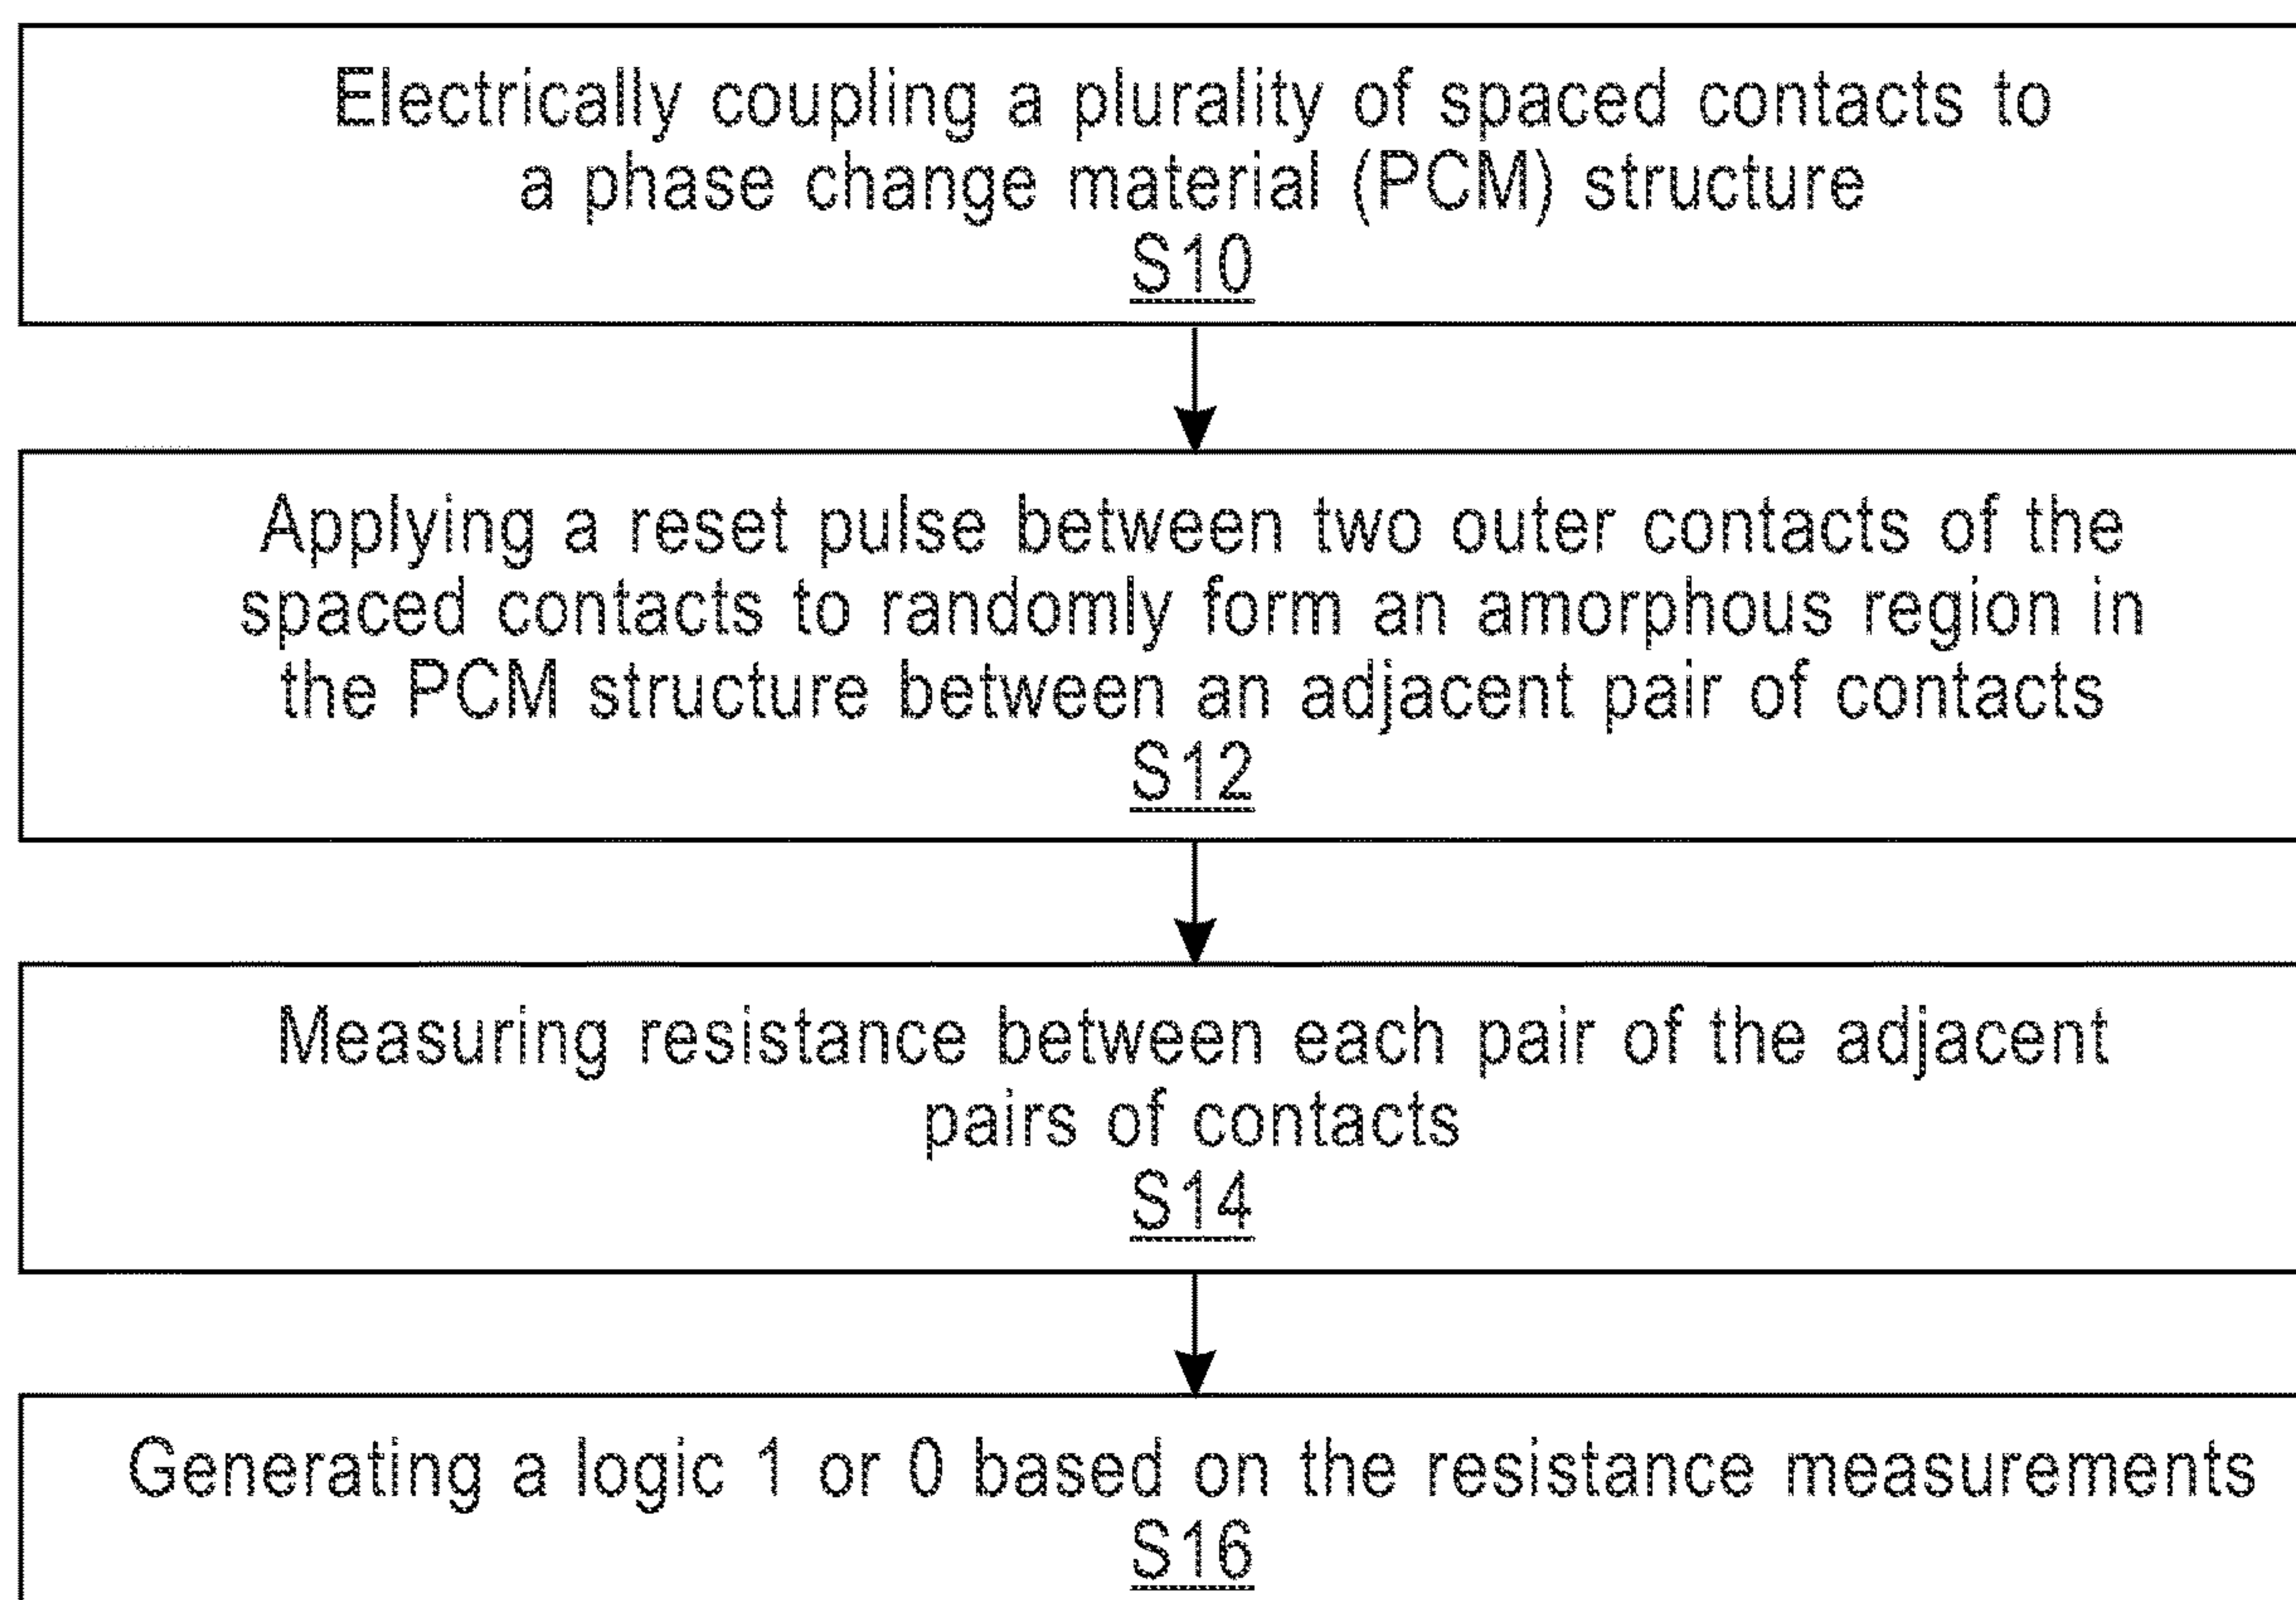 Electrically coupling a plurality of spaced contacts to
a phase change material (PCM) structure
S10
Applying a reset pulse between two outer contacts of the
spaced contacts to randomly form an amorphous region in
the PCM structure between an adjacent pair of contacts
S12
Measuring resistance between each pair of the adjacent
pairs of contacts
S14
Generating a logic 1 or 0 based on the resistance measurements
S16